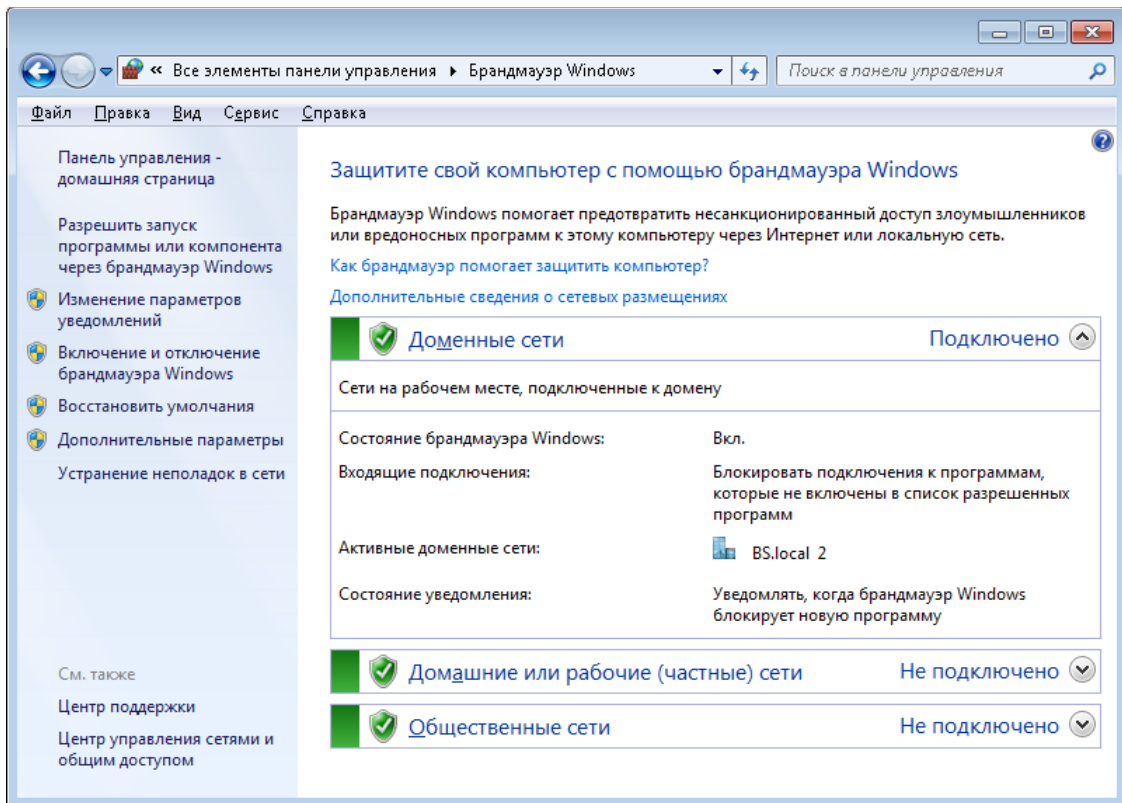 « Все элементы панели управления ▸ Брандмауэр Windows
Поиск в панели управления
Файл Правка Вид Сервис Справка
Панель управления -
домашняя страница
Разрешить запуск
программы или компонента
через брандмауэр Windows
Изменение параметров
уведомлений
Включение и отключение
брандмауэра Windows
Восстановить умолчания
Дополнительные параметры
Устранение неполадок в сети
См. также
Центр поддержки
Центр управления сетями и
общим доступом
Защитите свой компьютер с помощью брандмауэра Windows
Брандмауэр Windows помогает предотвратить несанкционированный доступ злоумышленников
или вредоносных программ к этому компьютеру через Интернет или локальную сеть.
Как брандмауэр помогает защитить компьютер?
Дополнительные сведения о сетевых размещениях
Доменные сети Подключено
Сети на рабочем месте, подключенные к домену
Состояние брандмауэра Windows: Вкл.
Входящие подключения: Блокировать подключения к программам,
которые не включены в список разрешенных
программ
Активные доменные сети: BS.local 2
Состояние уведомления: Уведомлять, когда брандмауэр Windows
блокирует новую программу
Домашние или рабочие (частные) сети Не подключено
Общественные сети Не подключено